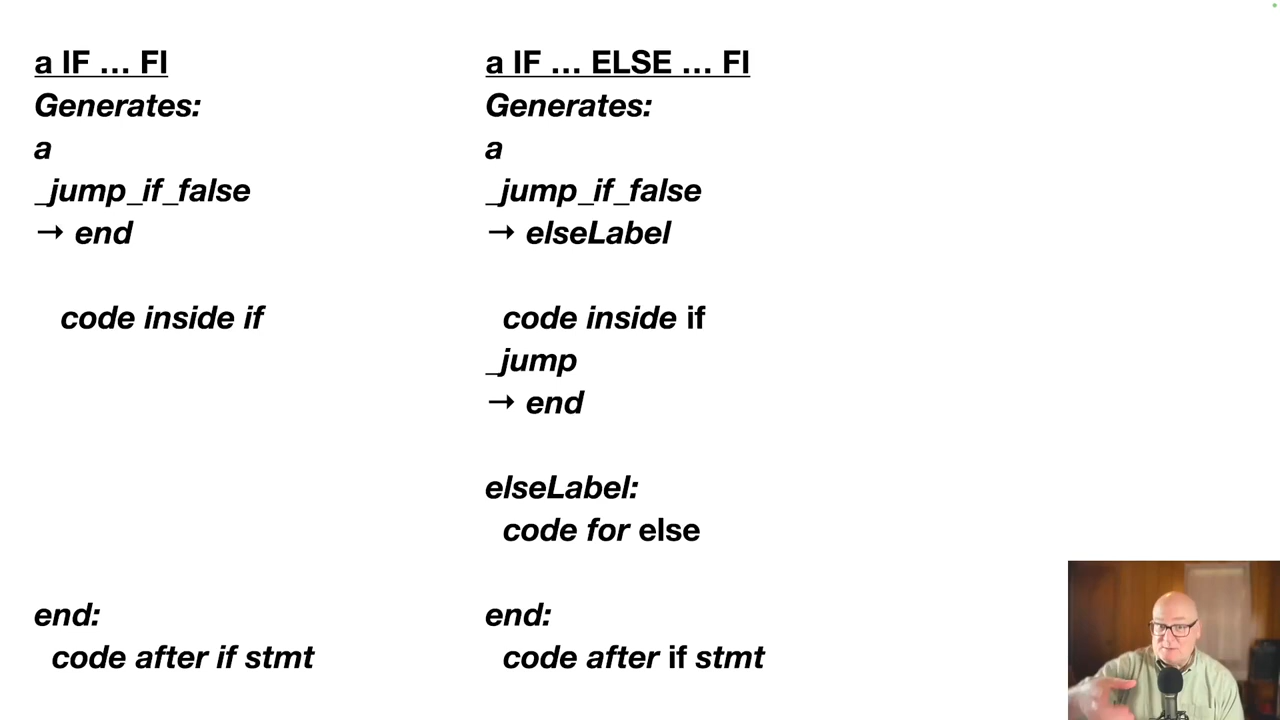 a IF … FI
Generates:
a
_jump_if_false
→ end
code inside if
end:
code after if stmt
a IF … ELSE … FI
Generates:
a
_jump_if_false
→ elseLabel
code inside if
_jump
→ end
elseLabel:
code for else
end:
code after if stmt